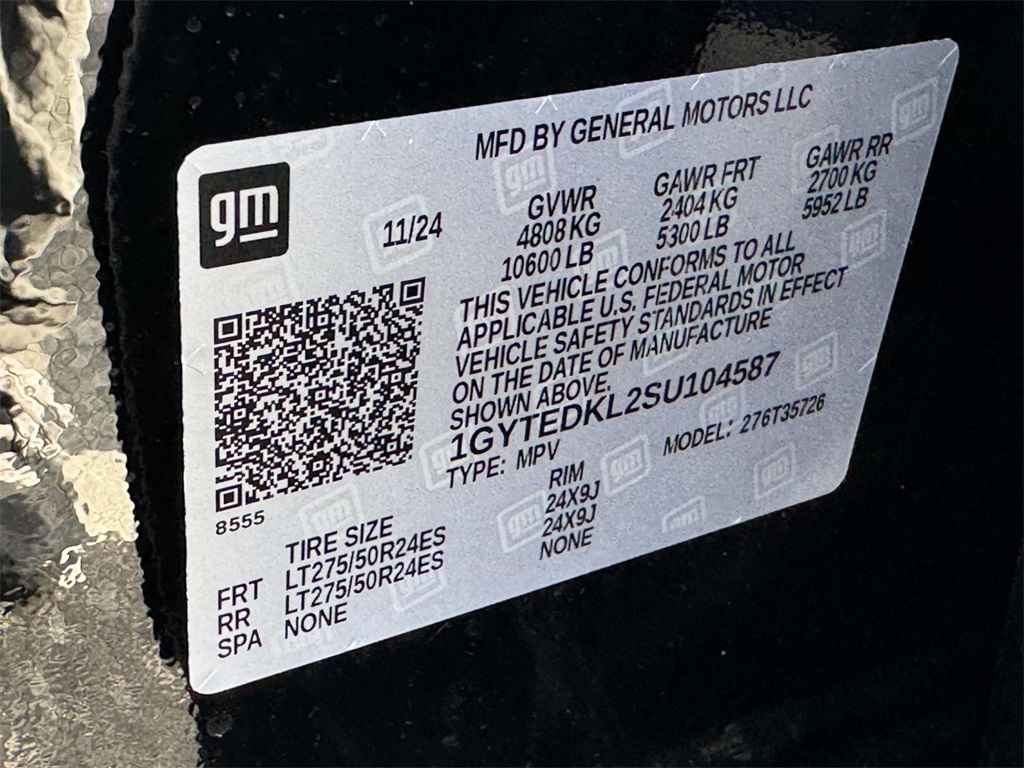 MFD BY GENERAL MOTORS LLC
gm
11/24
GVWR GAWR FRT GAWR RR
4808 KG 2404 KG 2700 KG
10600 LB 5300 LB 5952 LB
THIS VEHICLE CONFORMS TO ALL
APPLICABLE U.S. FEDERAL MOTOR
VEHICLE SAFETY STANDARDS IN EFFECT
ON THE DATE OF MANUFACTURE
SHOWN ABOVE.
1GYTEDKL2SU104587
TYPE: MPV MODEL: 276T35726
8555
TIRE SIZE RIM
FRT LT275/50R24ES 24X9J
RR LT275/50R24ES 24X9J
SPA NONE NONE